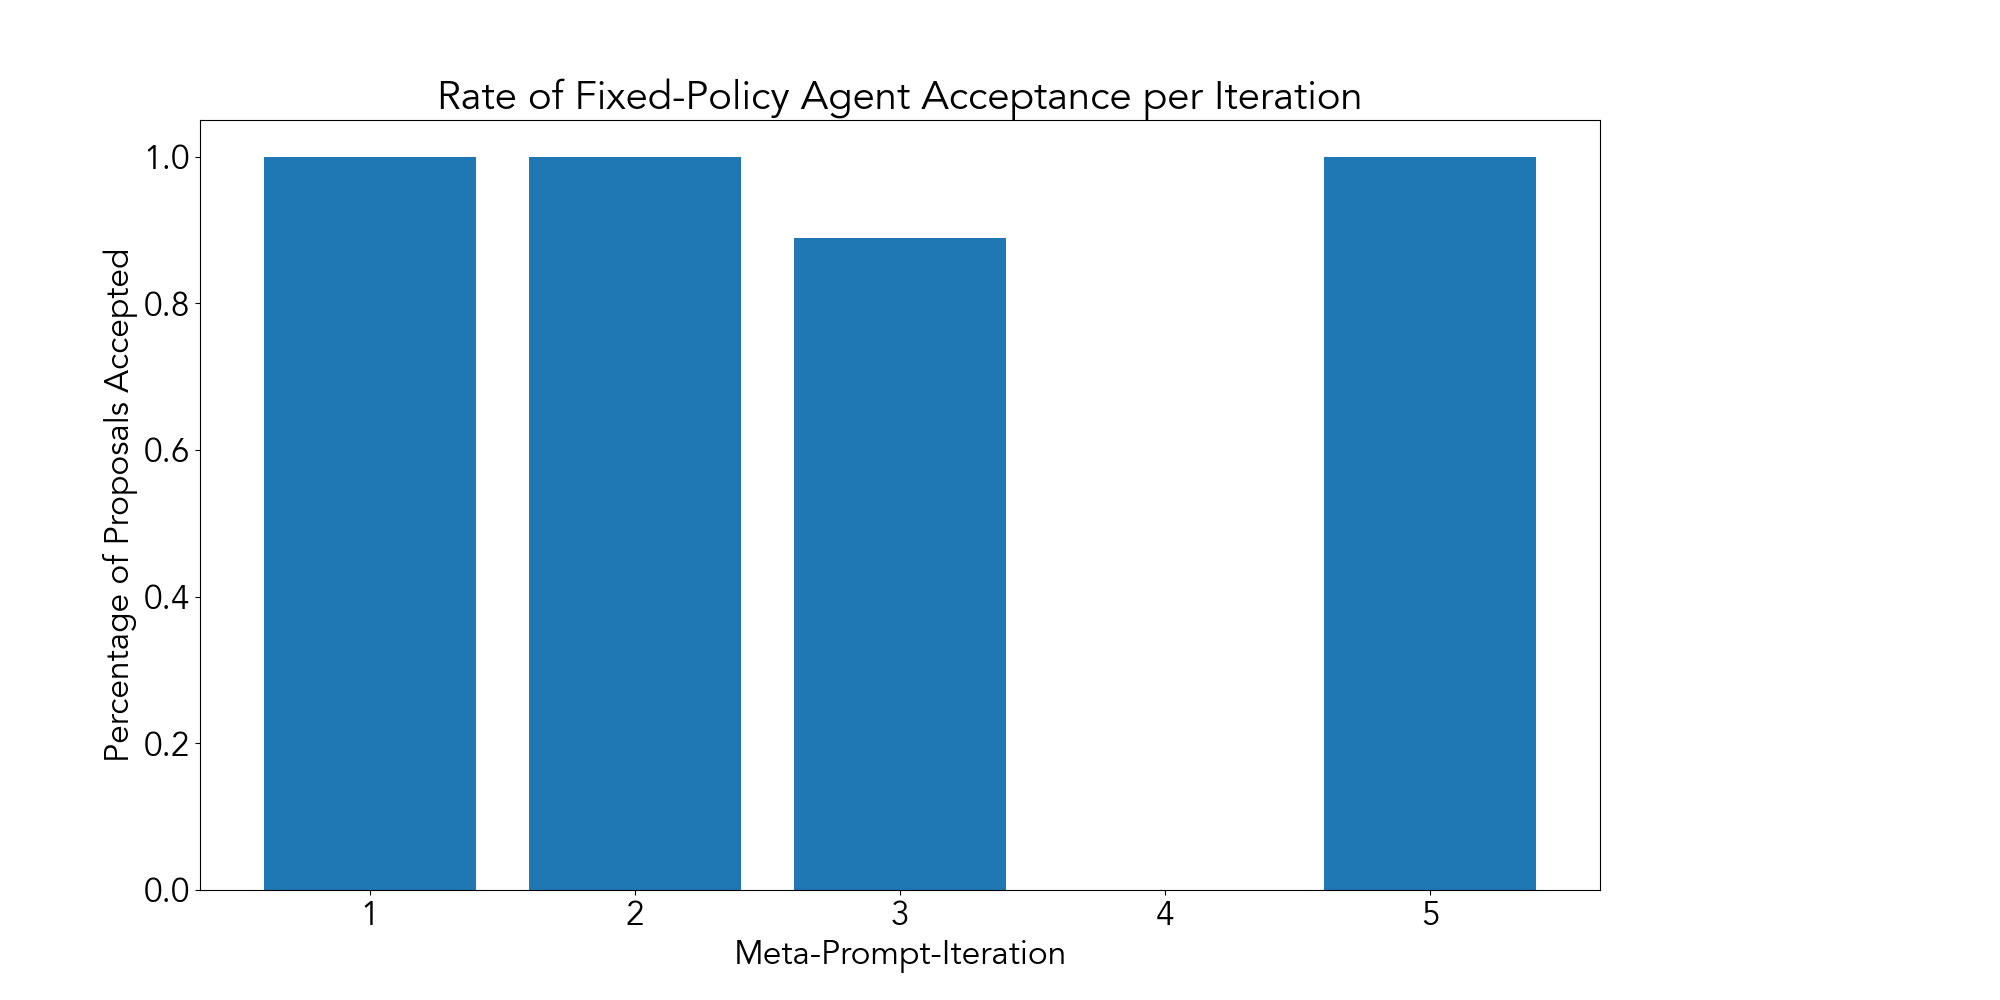 Rate of Fixed-Policy Agent Acceptance per Iteration
Percentage of Proposals Accepted
1.0
0.8
0.6
0.4
0.2
0.0
1 2 3 4 5
Meta-Prompt-Iteration